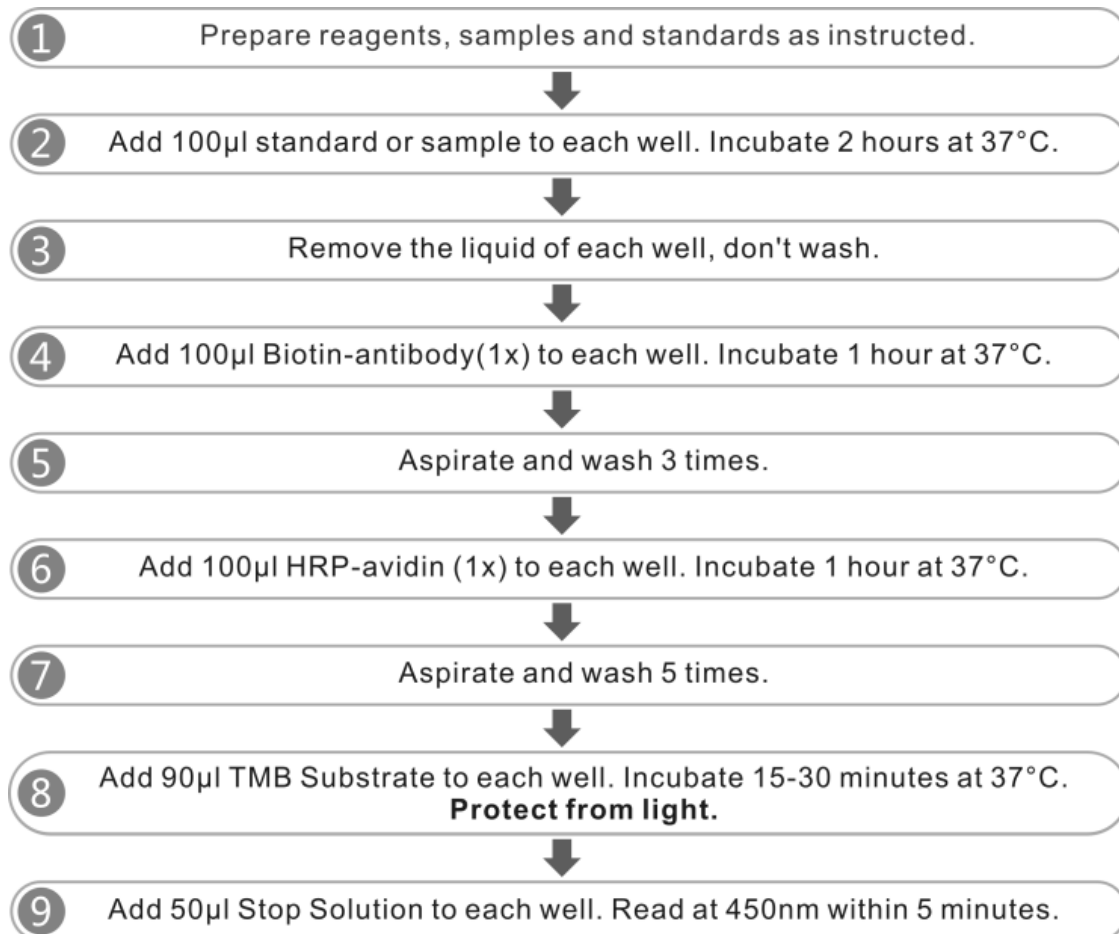 1 Prepare reagents, samples and standards as instructed.
2 Add 100µl standard or sample to each well. Incubate 2 hours at 37°C.
3 Remove the liquid of each well, don't wash.
4 Add 100µl Biotin-antibody(1x) to each well. Incubate 1 hour at 37°C.
5 Aspirate and wash 3 times.
6 Add 100µl HRP-avidin (1x) to each well. Incubate 1 hour at 37°C.
7 Aspirate and wash 5 times.
8 Add 90µl TMB Substrate to each well. Incubate 15-30 minutes at 37°C.
Protect from light.
9 Add 50µl Stop Solution to each well. Read at 450nm within 5 minutes.